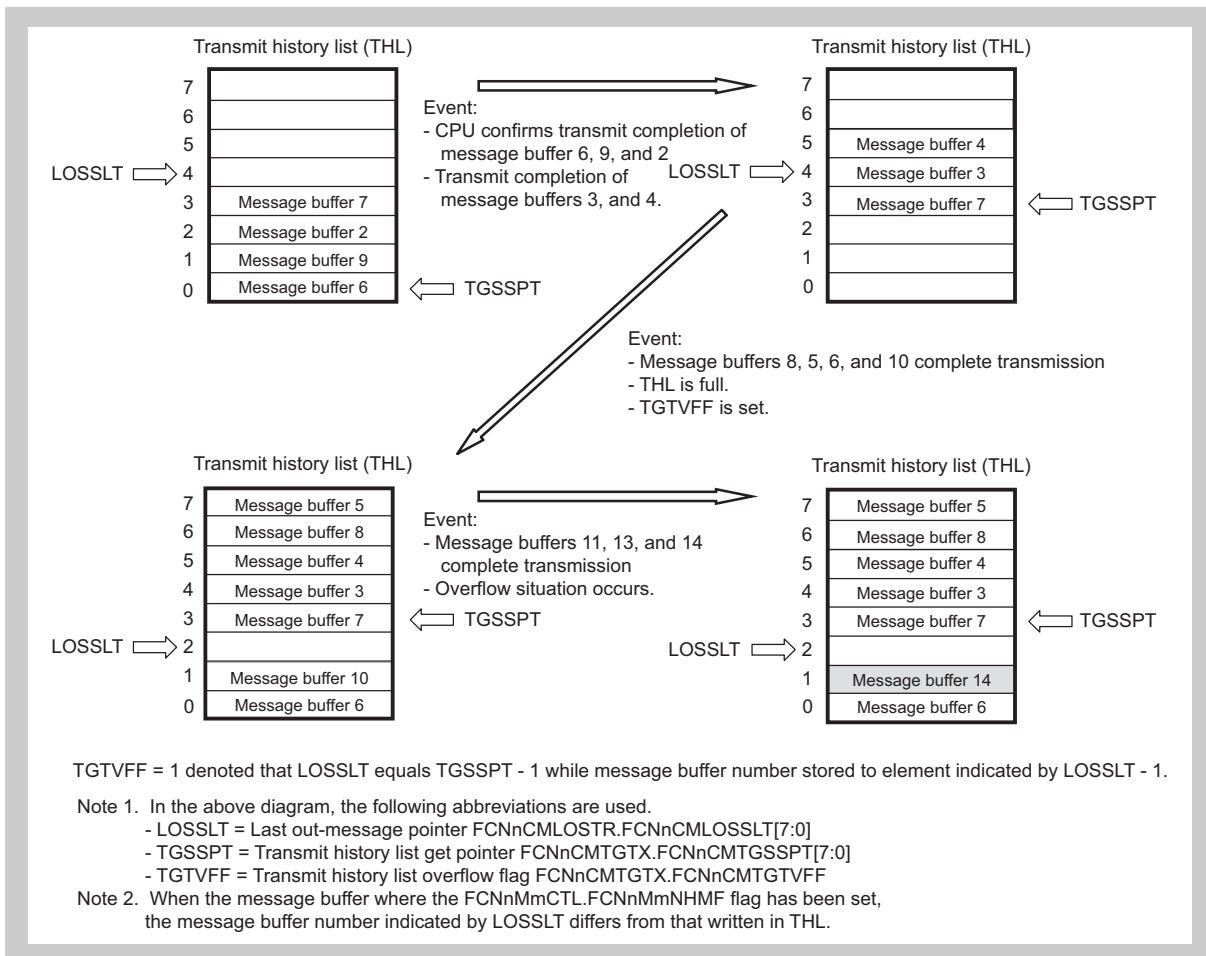 Transmit history list (THL)
7
6
5
LOSSLT 4
3 Message buffer 7
2 Message buffer 2
1 Message buffer 9
0 Message buffer 6 TGSSPT
Event:
- CPU confirms transmit completion of
message buffer 6, 9, and 2
- Transmit completion of
message buffers 3, and 4.
Transmit history list (THL)
7
6
5 Message buffer 4
LOSSLT 4 Message buffer 3
3 Message buffer 7 TGSSPT
2
1
0
Event:
- Message buffers 8, 5, 6, and 10 complete transmission
- THL is full.
- TGTVFF is set.
Transmit history list (THL)
7 Message buffer 5
6 Message buffer 8
5 Message buffer 4
4 Message buffer 3
3 Message buffer 7 TGSSPT
LOSSLT 2
1 Message buffer 10
0 Message buffer 6
Event:
- Message buffers 11, 13, and 14
complete transmission
- Overflow situation occurs.
Transmit history list (THL)
7 Message buffer 5
6 Message buffer 8
5 Message buffer 4
4 Message buffer 3
3 Message buffer 7 TGSSPT
LOSSLT 2
1 Message buffer 14
0 Message buffer 6
TGTVFF = 1 denoted that LOSSLT equals TGSSPT - 1 while message buffer number stored to element indicated by LOSSLT - 1.
Note 1. In the above diagram, the following abbreviations are used.
- LOSSLT = Last out-message pointer FCNnCMLOSTR.FCNnCMLOSSLT[7:0]
- TGSSPT = Transmit history list get pointer FCNnCMTGTX.FCNnCMTGSSPT[7:0]
- TGTVFF = Transmit history list overflow flag FCNnCMTGTX.FCNnCMTGTVFF
Note 2. When the message buffer where the FCNnMmCTL.FCNnMmNHMF flag has been set,
the message buffer number indicated by LOSSLT differs from that written in THL.